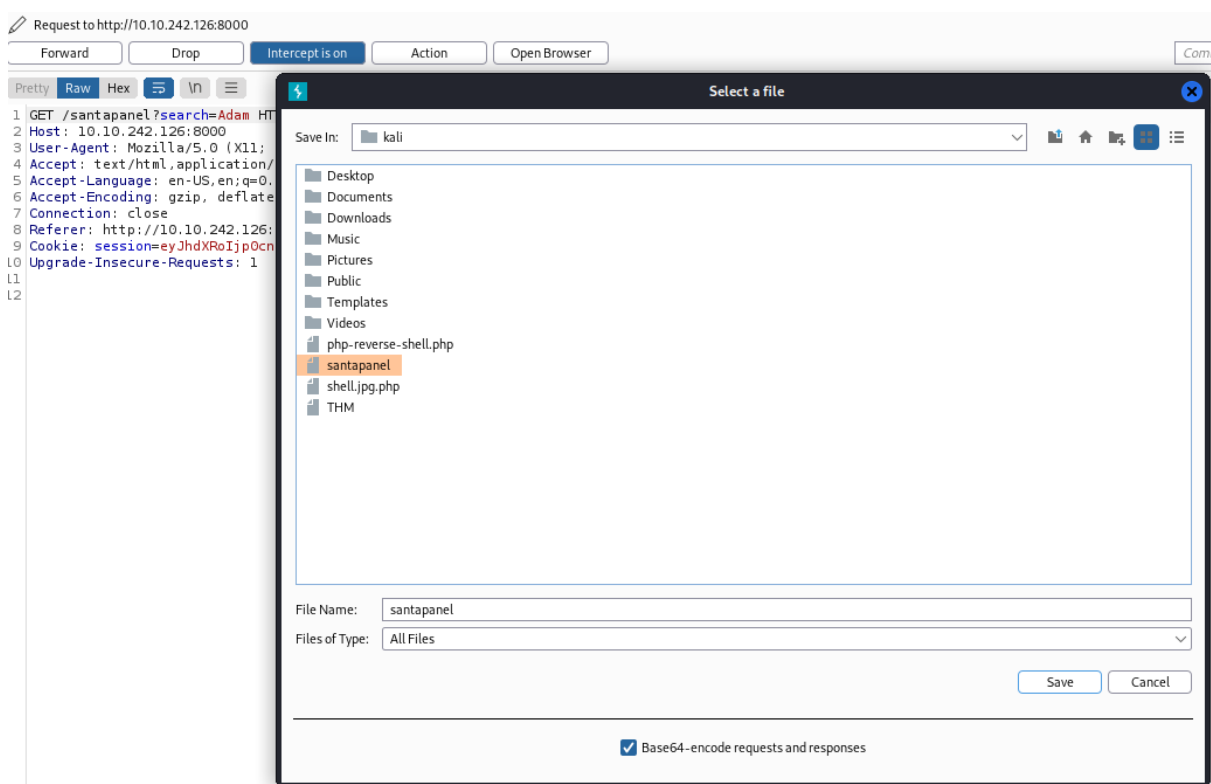 Request to http://10.10.242.126:8000
Forward Drop Intercept is on Action Open Browser Com
Pretty Raw Hex \n
1 GET /santapanel?search=Adam HT
2 Host: 10.10.242.126:8000
3 User-Agent: Mozilla/5.0 (X11;
4 Accept: text/html,application/
5 Accept-Language: en-US,en;q=0.
6 Accept-Encoding: gzip, deflate
7 Connection: close
8 Referer: http://10.10.242.126:
9 Cookie: session=eyJhdXRoIjp0cn
10 Upgrade-Insecure-Requests: 1
11
12
Select a file
Save In: kali
Desktop
Documents
Downloads
Music
Pictures
Public
Templates
Videos
php-reverse-shell.php
santapanel
shell.jpg.php
THM
File Name: santapanel
Files of Type: All Files
Save Cancel
Base64-encode requests and responses